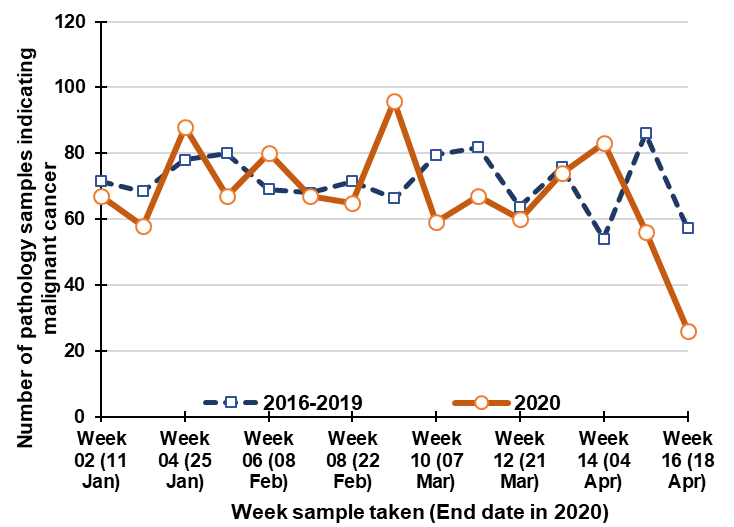 Number of pathology samples indicating
malignant cancer
120
100
80
60
40
20
0
2016-2019
2020
Week
02 (11
Jan)
Week
04 (25
Jan)
Week
06 (08
Feb)
Week
08 (22
Feb)
Week
10 (07
Mar)
Week
12 (21
Mar)
Week
14 (04
Apr)
Week
16 (18
Apr)
Week sample taken (End date in 2020)